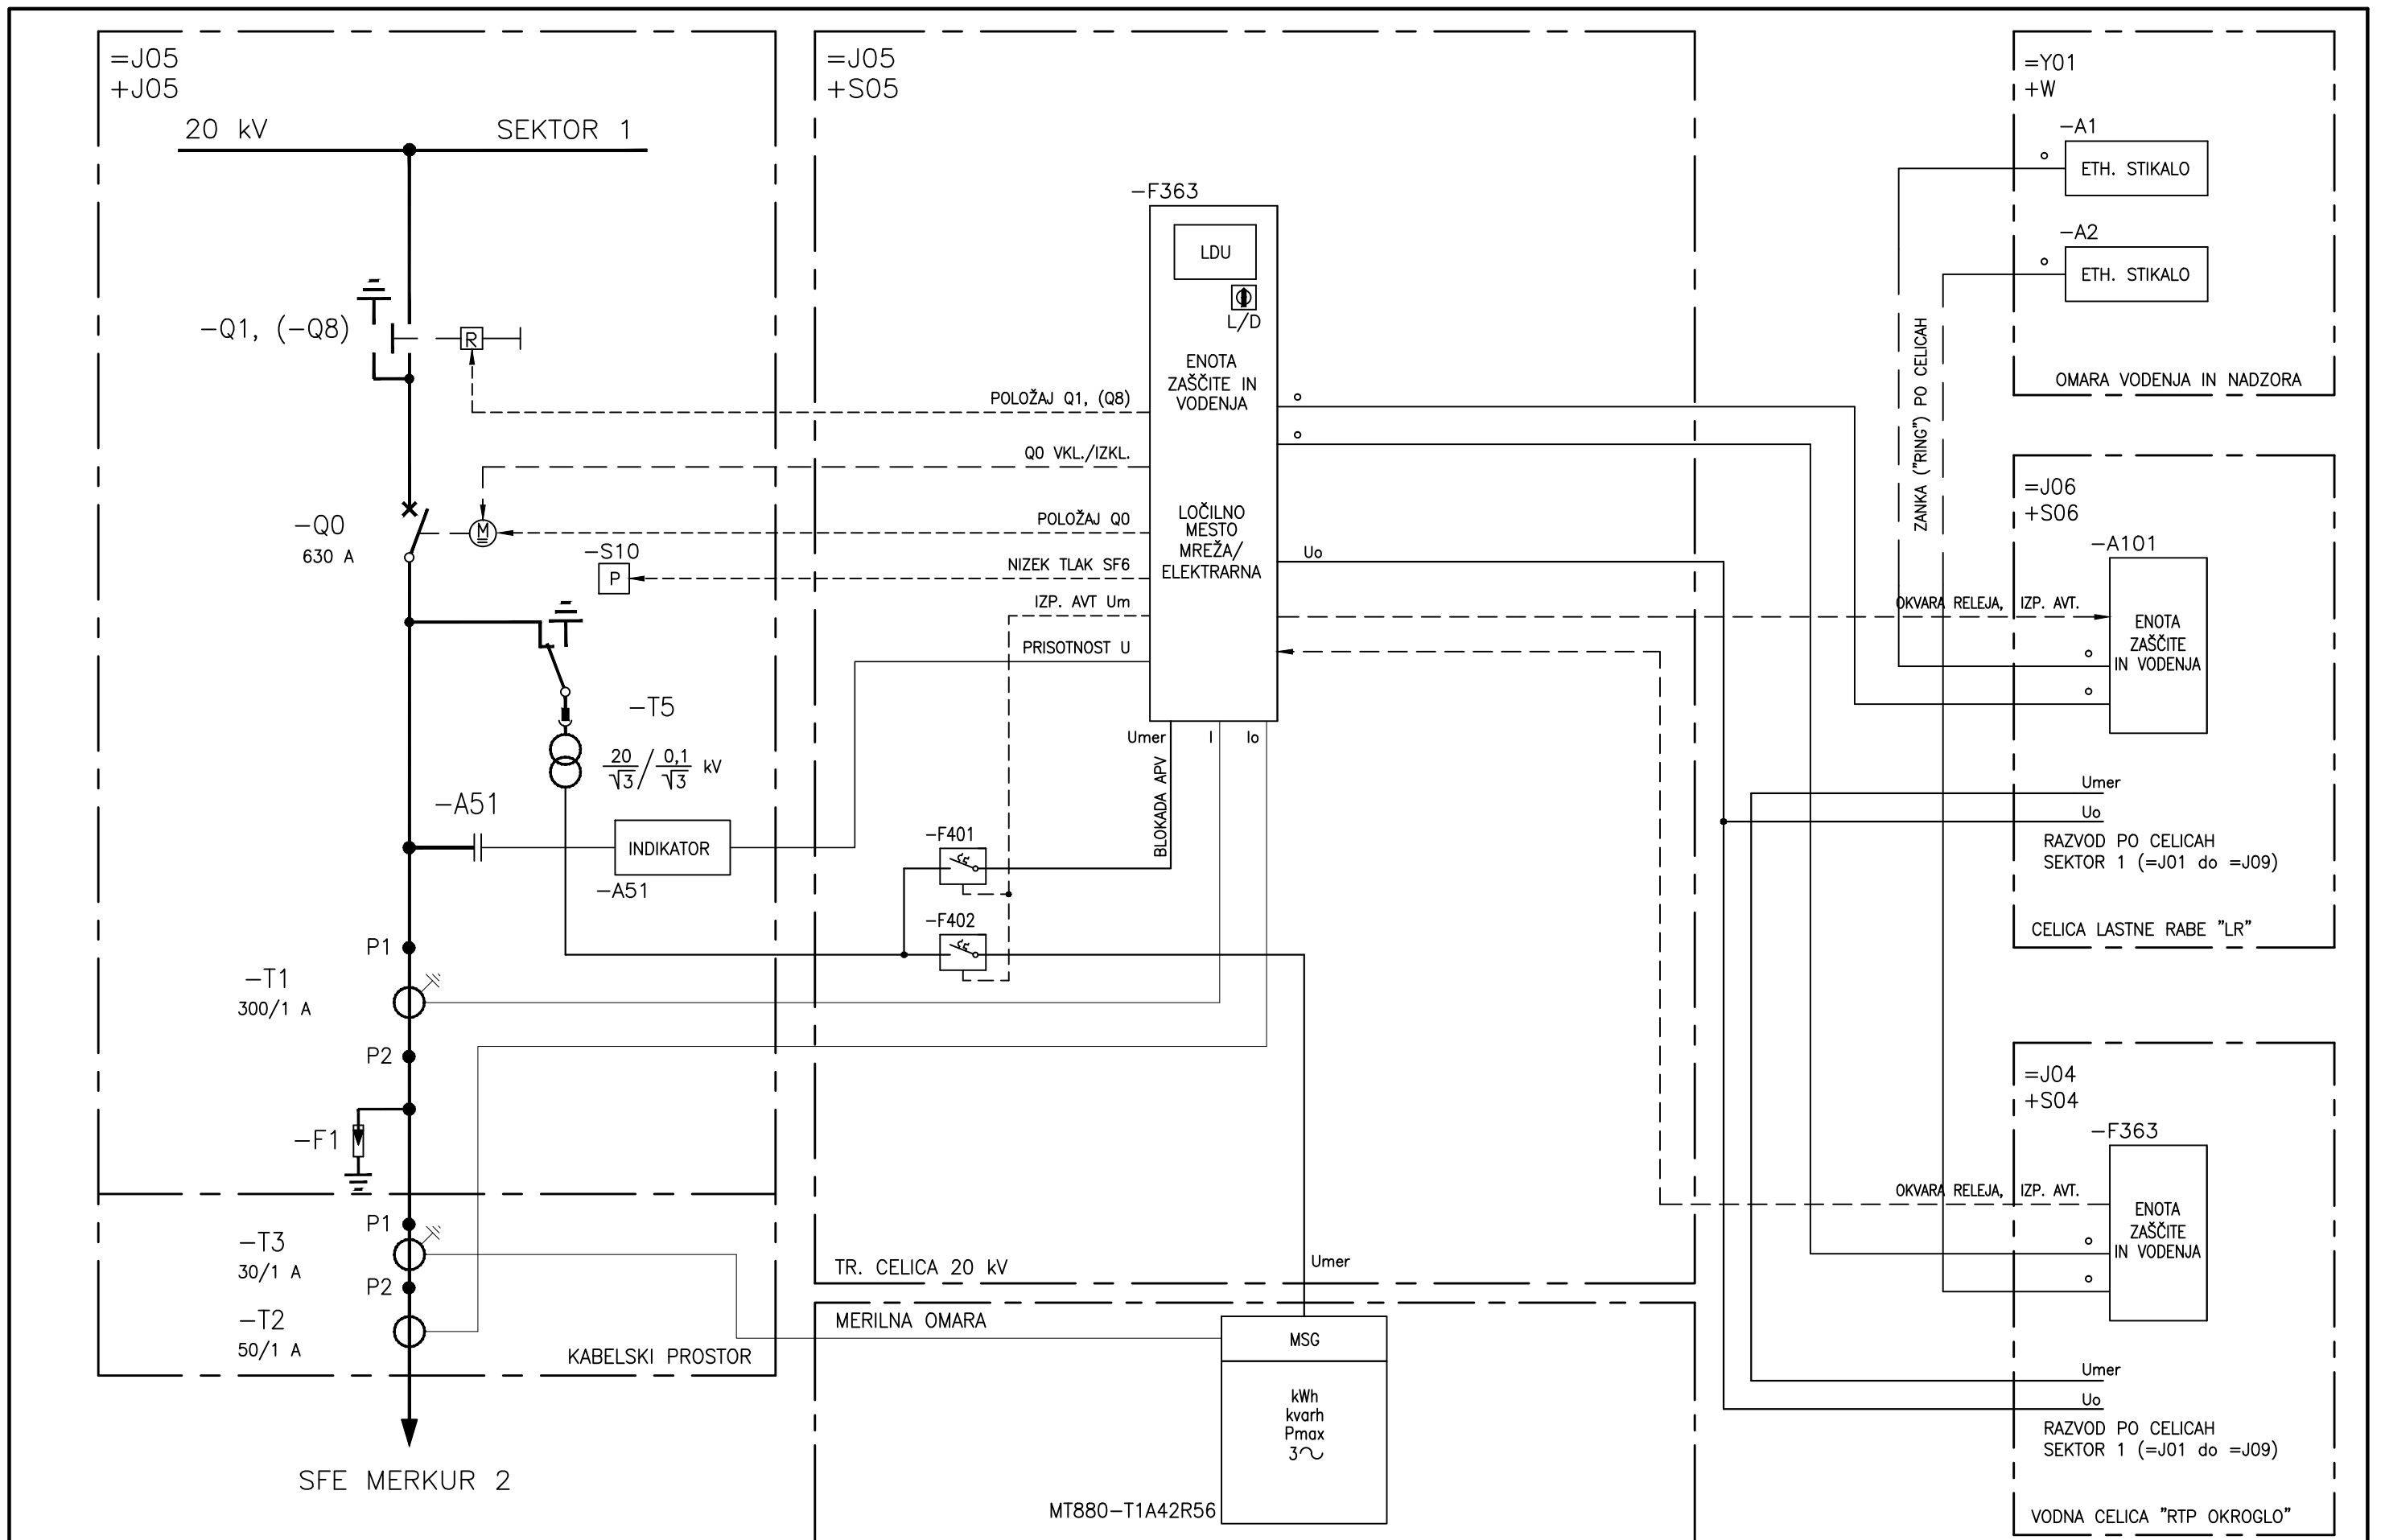 =J05
+J05
20 kV
SEKTOR 1
-Q1, (-Q8)
R
-Q0
630 A
M
-S10
P
-T5
20/√3 / 0,1/√3 kV
-A51
INDIKATOR
-A51
P1
-T1
300/1 A
P2
-F1
P1
-T3
30/1 A
P2
-T2
50/1 A
KABELSKI PROSTOR
SFE MERKUR 2
=J05
+S05
-F363
LDU
L/D
ENOTA
ZAŠČITE IN
VODENJA
LOČILNO
MESTO
MREŽA/
ELEKTRARNA
POLOŽAJ Q1, (Q8)
Q0 VKL./IZKL.
POLOŽAJ Q0
NIZEK TLAK SF6
IZP. AVT Um
PRISOTNOST U
Uo
Umer
I
Io
BLOKADA APV
-F401
-F402
TR. CELICA 20 kV
Umer
MERILNA OMARA
MSG
kWh
kvarh
Pmax
3
MT880-T1A42R56
=Y01
+W
-A1
ETH. STIKALO
-A2
ETH. STIKALO
OMARA VODENJA IN NADZORA
ZANKA ("RING") PO CELICAH
=J06
+S06
-A101
OKVARA RELEJA, IZP. AVT.
ENOTA
ZAŠČITE
IN VODENJA
Umer
Uo
RAZVOD PO CELICAH
SEKTOR 1 (=J01 do =J09)
CELICA LASTNE RABE "LR"
=J04
+S04
-F363
OKVARA RELEJA, IZP. AVT.
ENOTA
ZAŠČITE
IN VODENJA
Umer
Uo
RAZVOD PO CELICAH
SEKTOR 1 (=J01 do =J09)
VODNA CELICA "RTP OKROGLO"